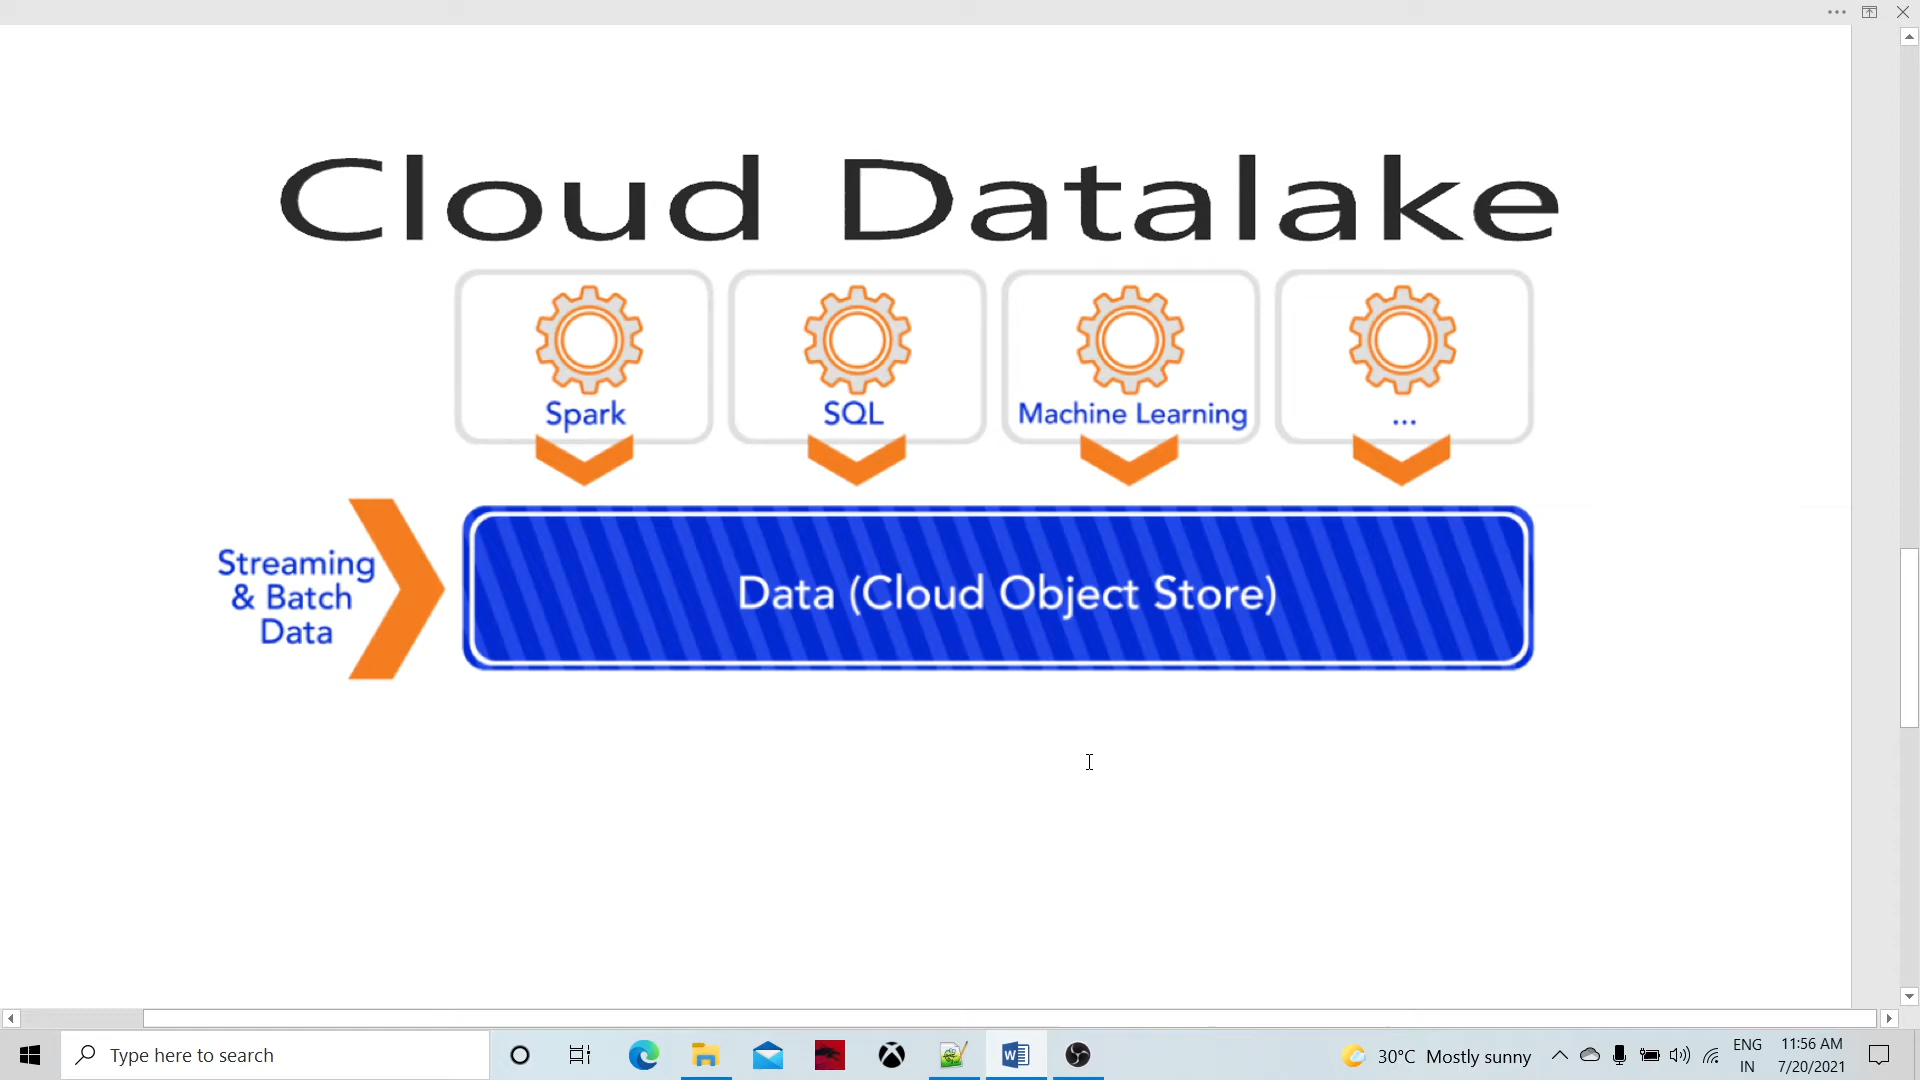 Cloud Datalake
Spark
SQL
Machine Learning
...
Streaming
& Batch
Data
Data (Cloud Object Store)
Type here to search
30°C Mostly sunny
ENG
IN
11:56 AM
7/20/2021